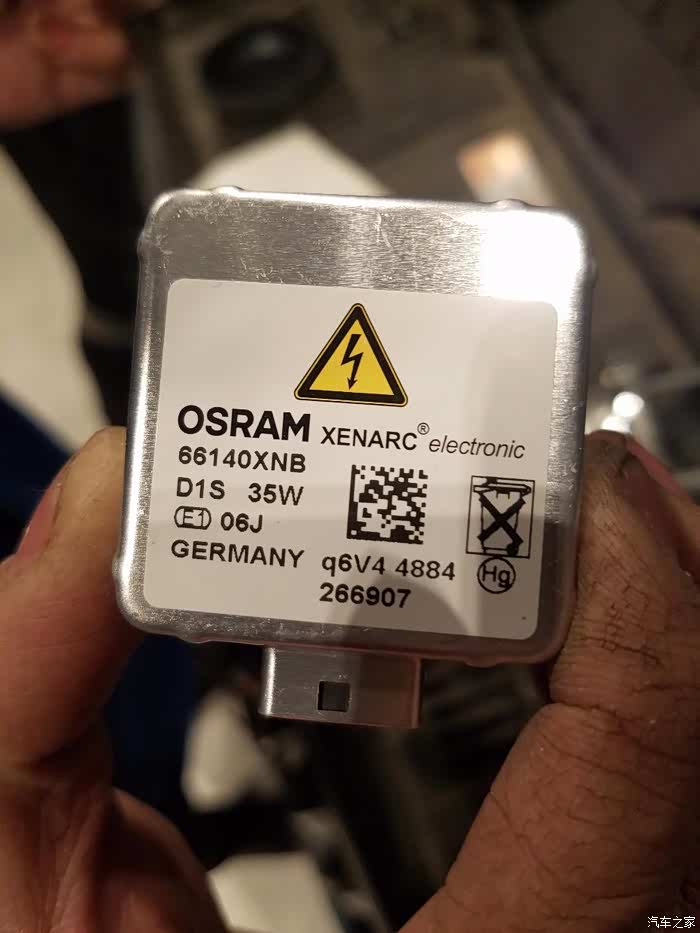 OSRAM XENARC® electronic
66140XNB
D1S 35W
E1 06J
GERMANY q6V4 4884
266907
Hg
汽车之家